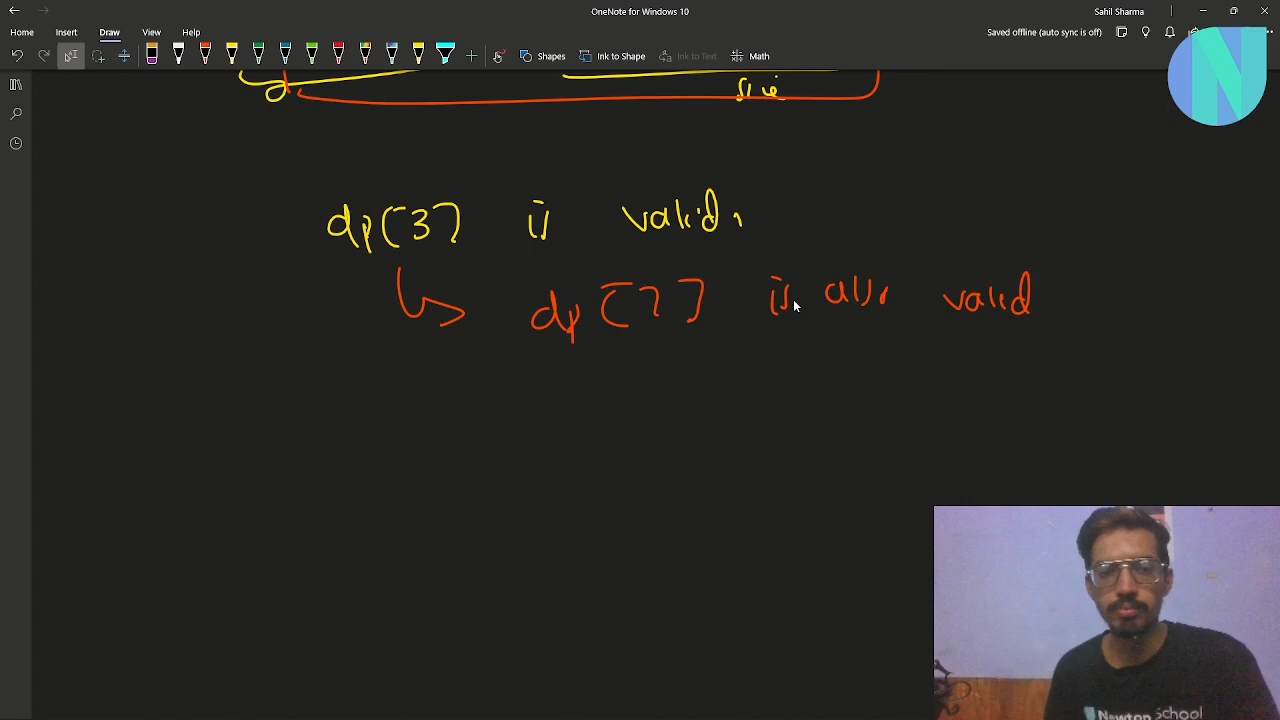 OneNote for Windows 10
Sahil Sharma
Home Insert Draw View Help
Saved offline (auto sync is off)
Shapes Ink to Shape Ink to Text Math
dp[3] is valid,
dp[7] is also valid
Newton School